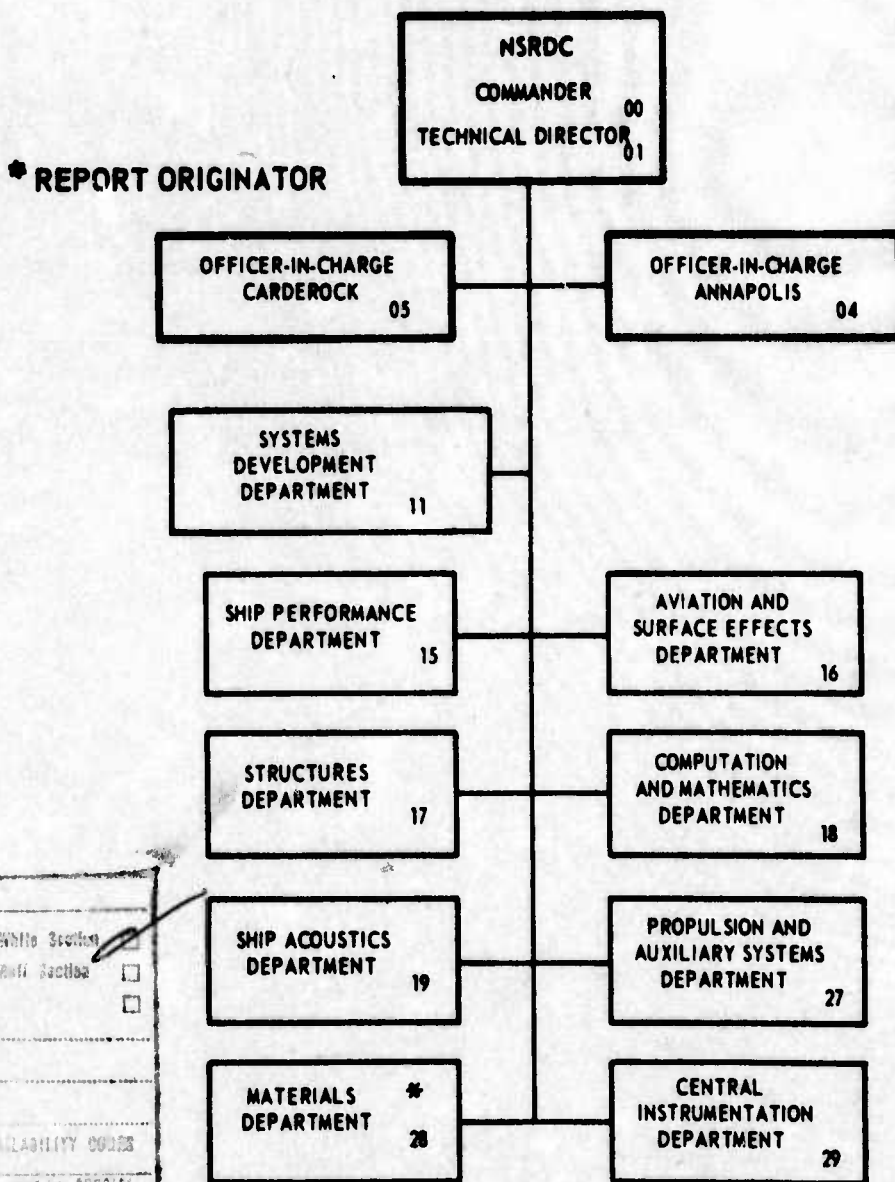 NSRDC
COMMANDER
00
TECHNICAL DIRECTOR
01
* REPORT ORIGINATOR
OFFICER-IN-CHARGE
CARDEROCK
05
OFFICER-IN-CHARGE
ANNAPOLIS
04
SYSTEMS
DEVELOPMENT
DEPARTMENT
11
SHIP PERFORMANCE
DEPARTMENT
15
AVIATION AND
SURFACE EFFECTS
DEPARTMENT
16
STRUCTURES
DEPARTMENT
17
COMPUTATION
AND MATHEMATICS
DEPARTMENT
18
White Section
Buff Section
SHIP ACOUSTICS
DEPARTMENT
19
PROPULSION AND
AUXILIARY SYSTEMS
DEPARTMENT
27
MATERIALS *
DEPARTMENT
28
CENTRAL
INSTRUMENTATION
DEPARTMENT
29